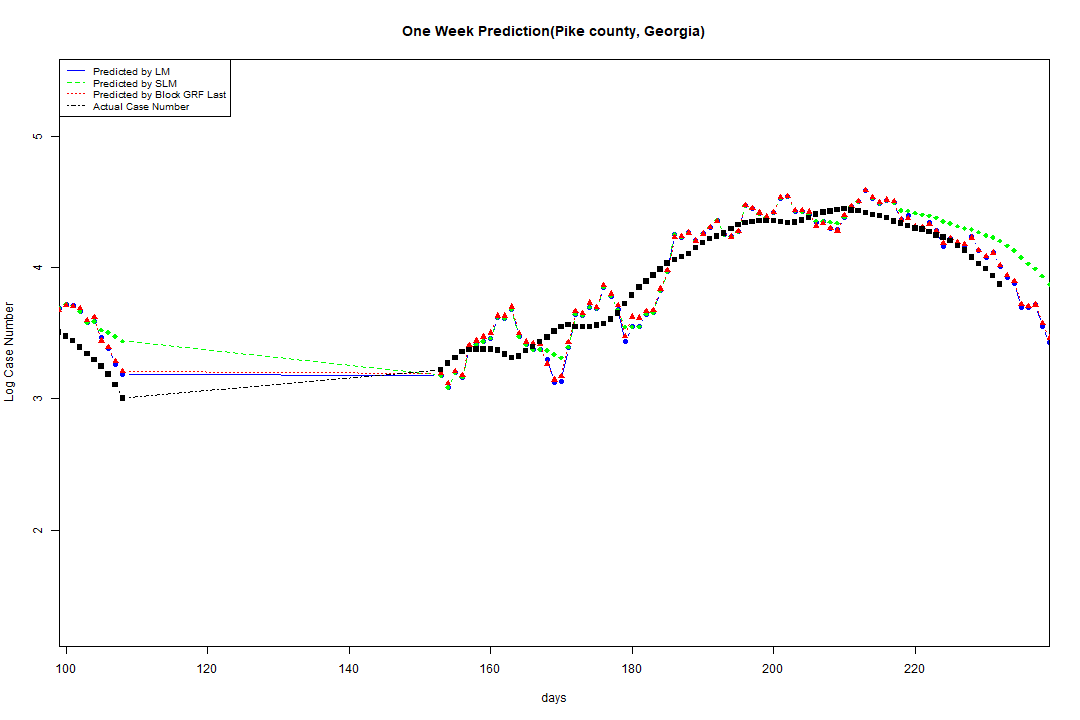 One Week Prediction(Pike county, Georgia)
Predicted by LM
Predicted by SLM
Predicted by Block GRF Last
Actual Case Number
5
4
3
2
Log Case Number
100 120 140 160 180 200 220
days